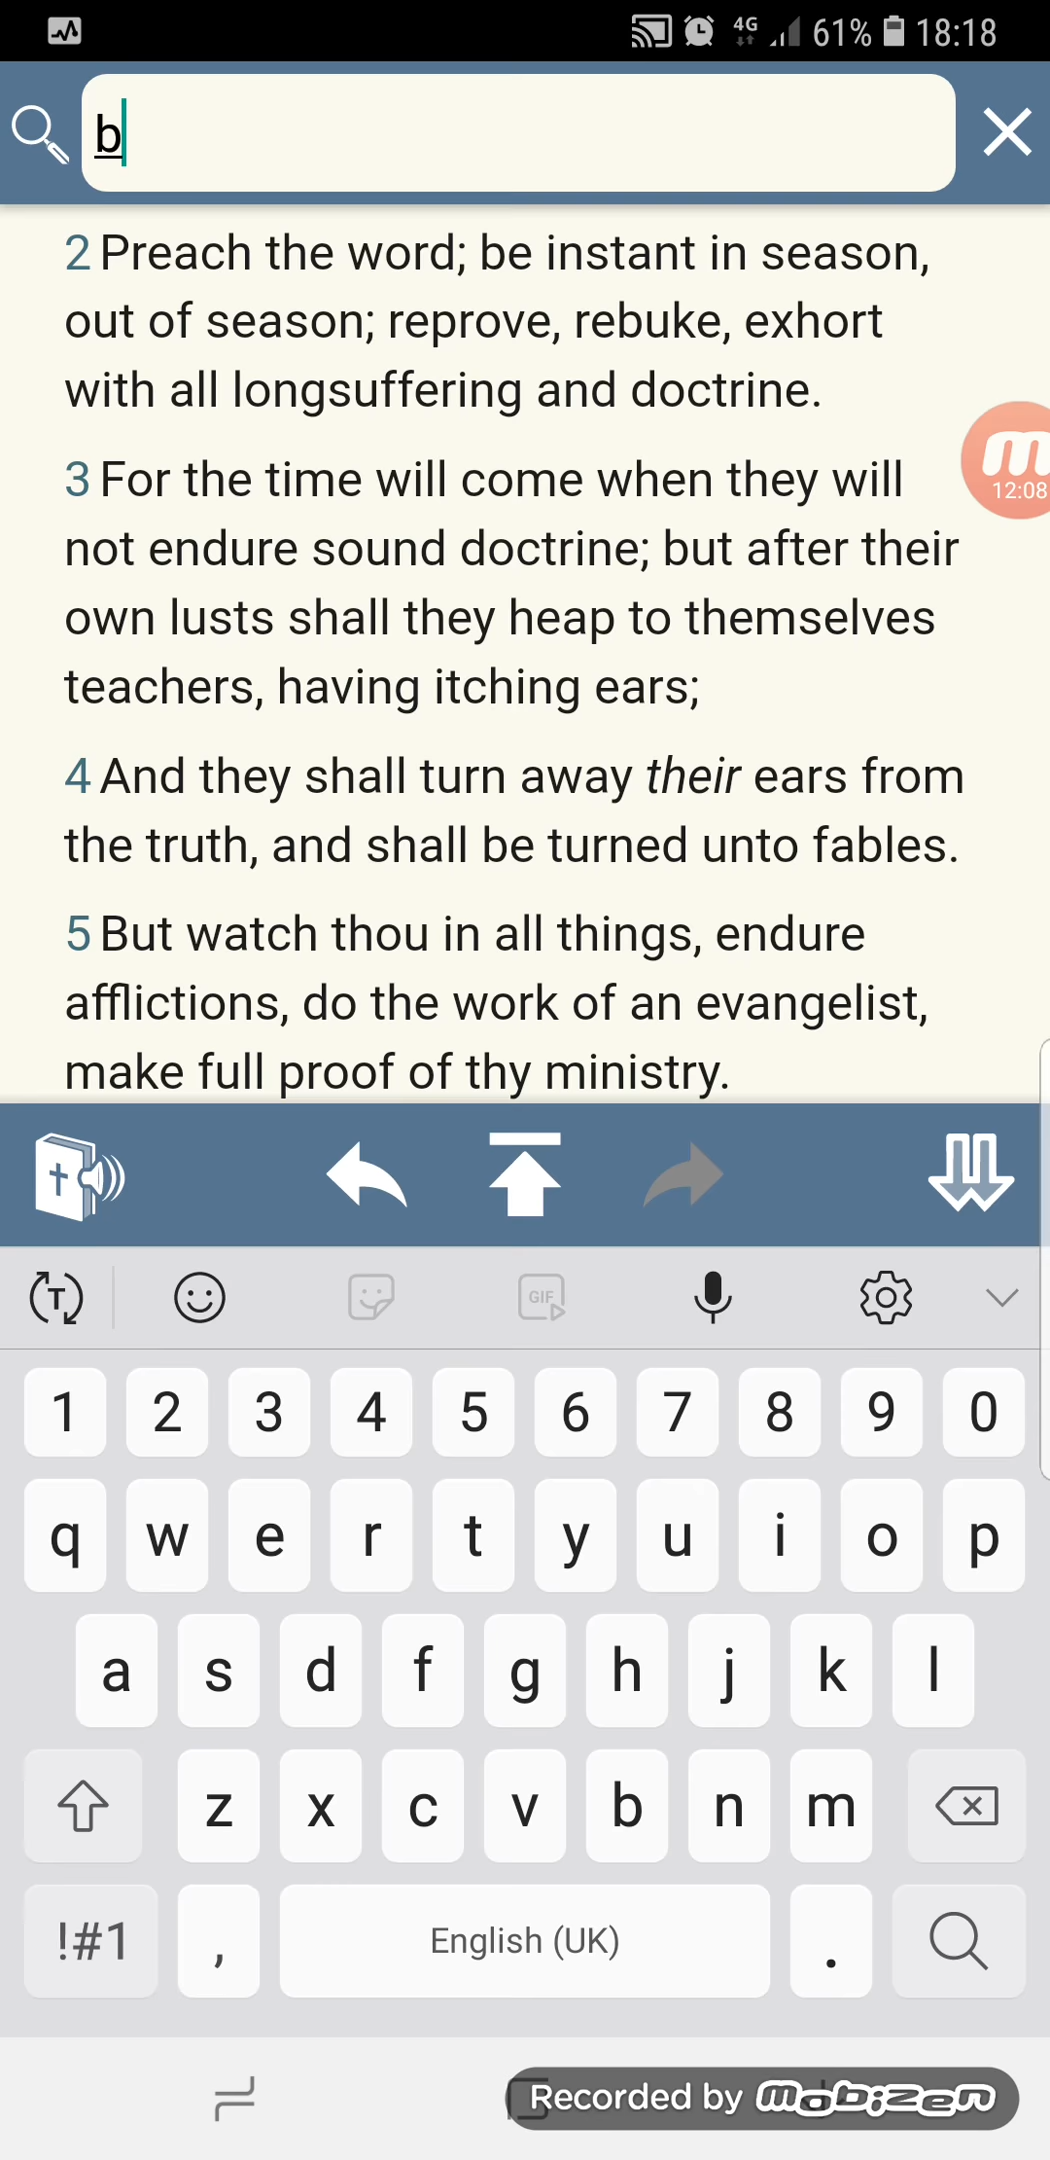 4G 61% 18:18
b
2 Preach the word; be instant in season,
out of season; reprove, rebuke, exhort
with all longsuffering and doctrine.
3 For the time will come when they will
not endure sound doctrine; but after their
own lusts shall they heap to themselves
teachers, having itching ears;
m
12:08
4 And they shall turn away their ears from
the truth, and shall be turned unto fables.
5 But watch thou in all things, endure
afflictions, do the work of an evangelist,
make full proof of thy ministry.
T GIF
1 2 3 4 5 6 7 8 9 0
q w e r t y u i o p
a s d f g h j k l
z x c v b n m
!#1 , English (UK) .
Recorded by mobizen